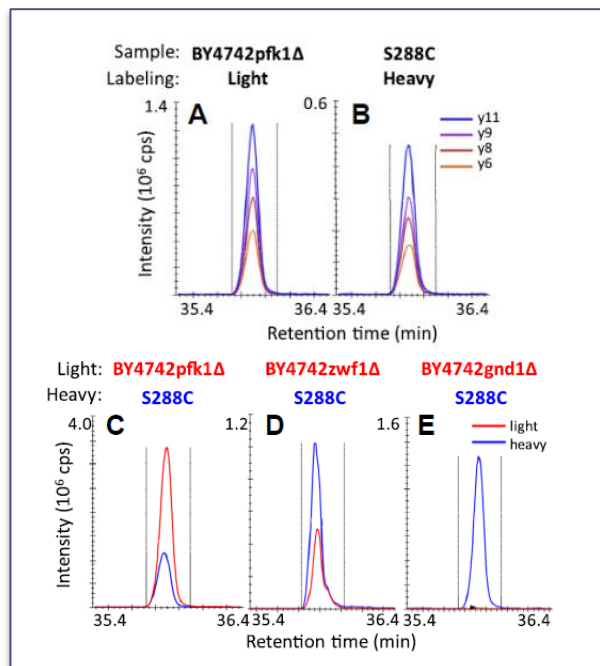 Sample: BY4742pfk1Δ S288C
Labeling: Light Heavy
1.4 A 0.6 B
y11
y9
y8
y6
Intensity (10⁶ cps)
35.4 36.4 35.4 36.4
Retention time (min)
Light: BY4742pfk1Δ BY4742zwf1Δ BY4742gnd1Δ
Heavy: S288C S288C S288C
4.0 C 1.2 D 1.6 E
light
heavy
Intensity (10⁶ cps)
35.4 36.4 35.4 36.4 35.4 36.4
Retention time (min)